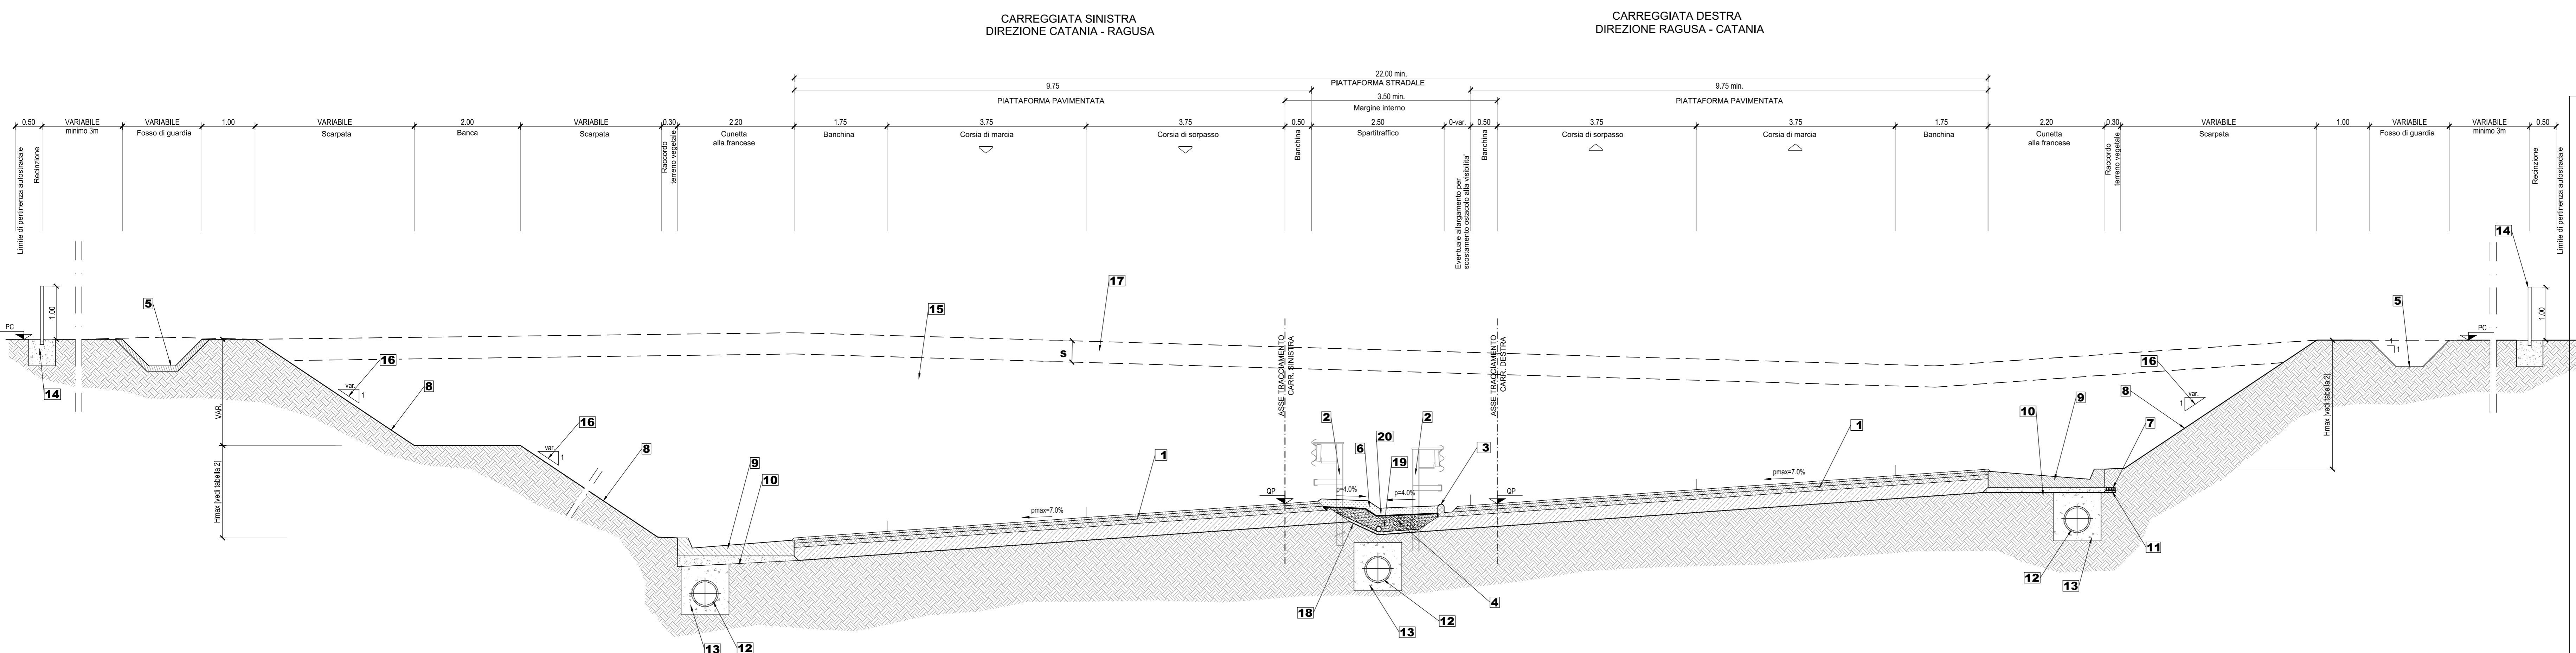 CARREGGIATA SINISTRA
DIREZIONE CATANIA - RAGUSA
CARREGGIATA DESTRA
DIREZIONE RAGUSA - CATANIA
22.00 min.
PIATTAFORMA STRADALE
9.75
9.75 min.
PIATTAFORMA PAVIMENTATA
3.50 min.
Margine interno
PIATTAFORMA PAVIMENTATA
0.50
VARIABILE
minimo 3m
VARIABILE
Fosso di guardia
1.00
VARIABILE
Scarpata
2.00
Banca
VARIABILE
Scarpata
0.30
Raccordo
terreno vegetale
2.20
Cunetta
alla francese
1.75
Banchina
3.75
Corsia di marcia
3.75
Corsia di sorpasso
0.50
Banchina
2.50
Spartitraffico
0-var.
Eventuale allargamento per
scostamento ostacolo alla visibilita'
0.50
Banchina
3.75
Corsia di sorpasso
3.75
Corsia di marcia
1.75
Banchina
2.20
Cunetta
alla francese
0.30
Raccordo
terreno vegetale
VARIABILE
Scarpata
1.00
VARIABILE
Fosso di guardia
VARIABILE
minimo 3m
0.50
Limite di pertinenza autostradale
Recinzione
Recinzione
Limite di pertinenza autostradale
14
17
5
15
5
1.00
1.00
PC
PC
S
ASSE TRACCIAMENTO
CARR. SINISTRA
ASSE TRACCIAMENTO
CARR. DESTRA
1
1
16
16
14
var.
1
8
var.
1
8
VAR.
Hmax [vedi tabella 2]
Hmax [vedi tabella 2]
16
var.
1
8
9
10
1
2
6
20
19
2
3
1
10
9
7
pmax=7.0%
pmax=7.0%
p=4.0%
p=4.0%
QP
QP
11
12
13
18
4
12
13
13
12